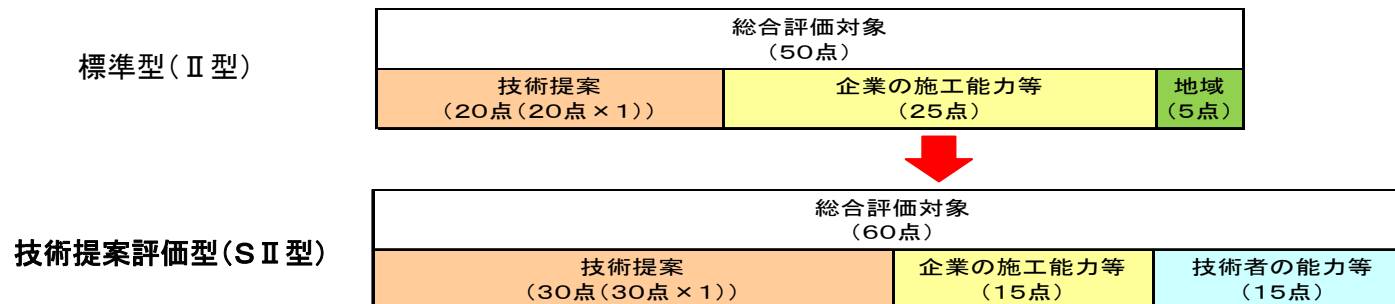 総合評価対象
（50点）
標準型（Ⅱ型）
技術提案
（20点（20点×1））
企業の施工能力等
（25点）
地域
（5点）
総合評価対象
（60点）
技術提案評価型（SⅡ型）
技術提案
（30点（30点×1））
企業の施工能力等
（15点）
技術者の能力等
（15点）